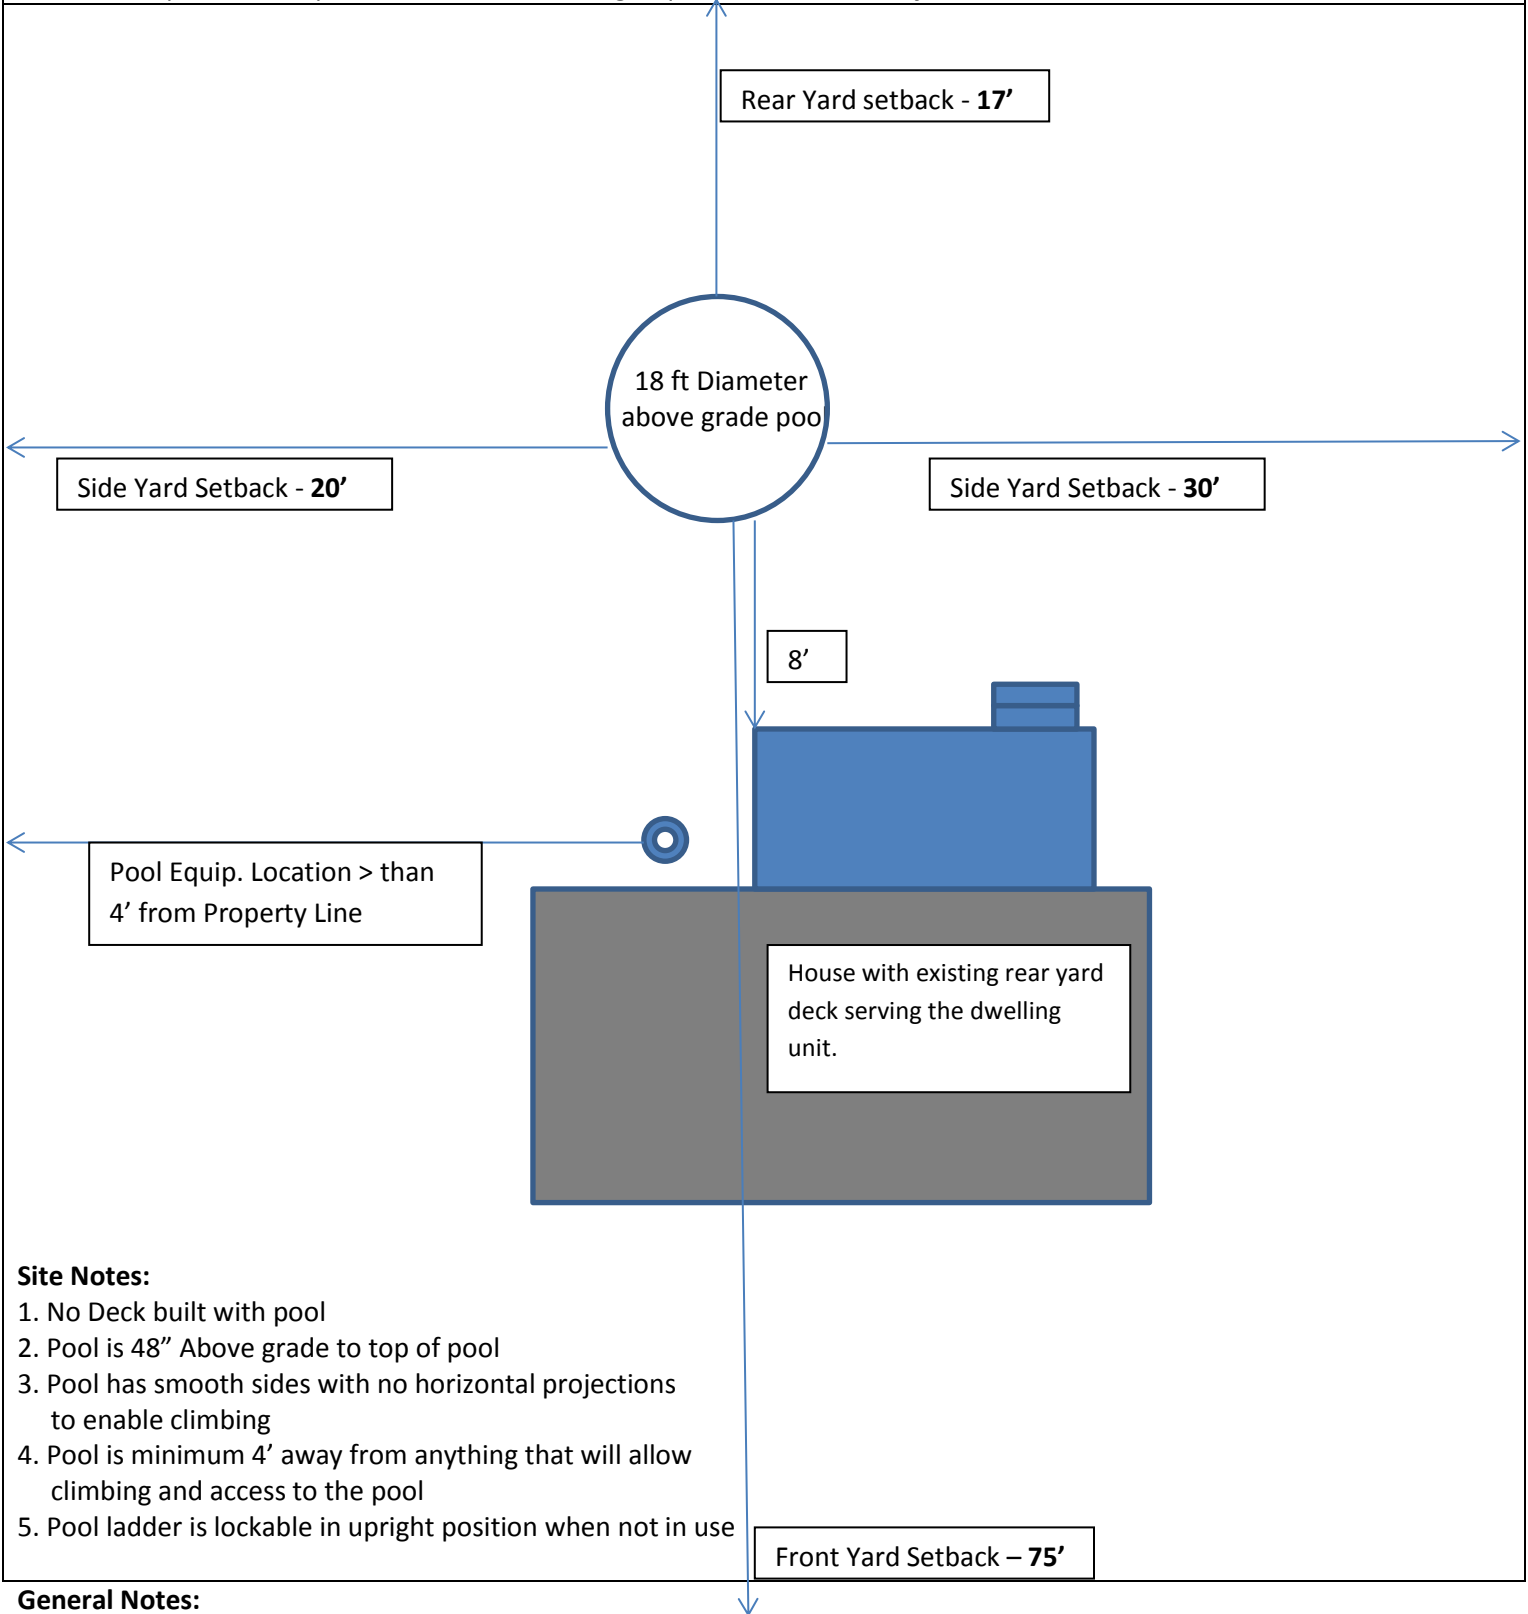 Rear Yard setback - 17’
18 ft Diameter
above grade pool
Side Yard Setback - 20’
Side Yard Setback - 30’
8’
Pool Equip. Location > than
4’ from Property Line
House with existing rear yard
deck serving the dwelling
unit.
Site Notes:
1. No Deck built with pool
2. Pool is 48” Above grade to top of pool
3. Pool has smooth sides with no horizontal projections
to enable climbing
4. Pool is minimum 4’ away from anything that will allow
climbing and access to the pool
5. Pool ladder is lockable in upright position when not in use
Front Yard Setback – 75’
General Notes: